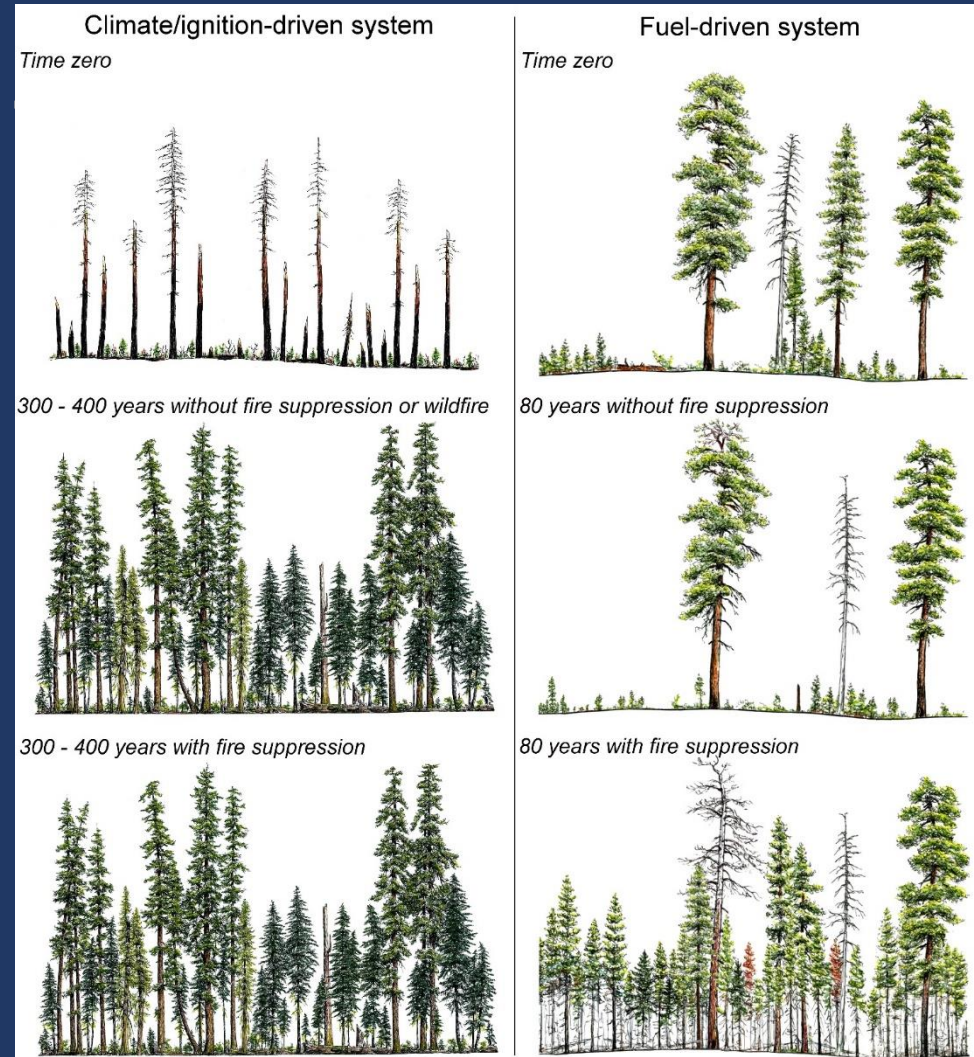 Climate/ignition-driven system
Time zero
300 - 400 years without fire suppression or wildfire
300 - 400 years with fire suppression
Fuel-driven system
Time zero
80 years without fire suppression
80 years with fire suppression